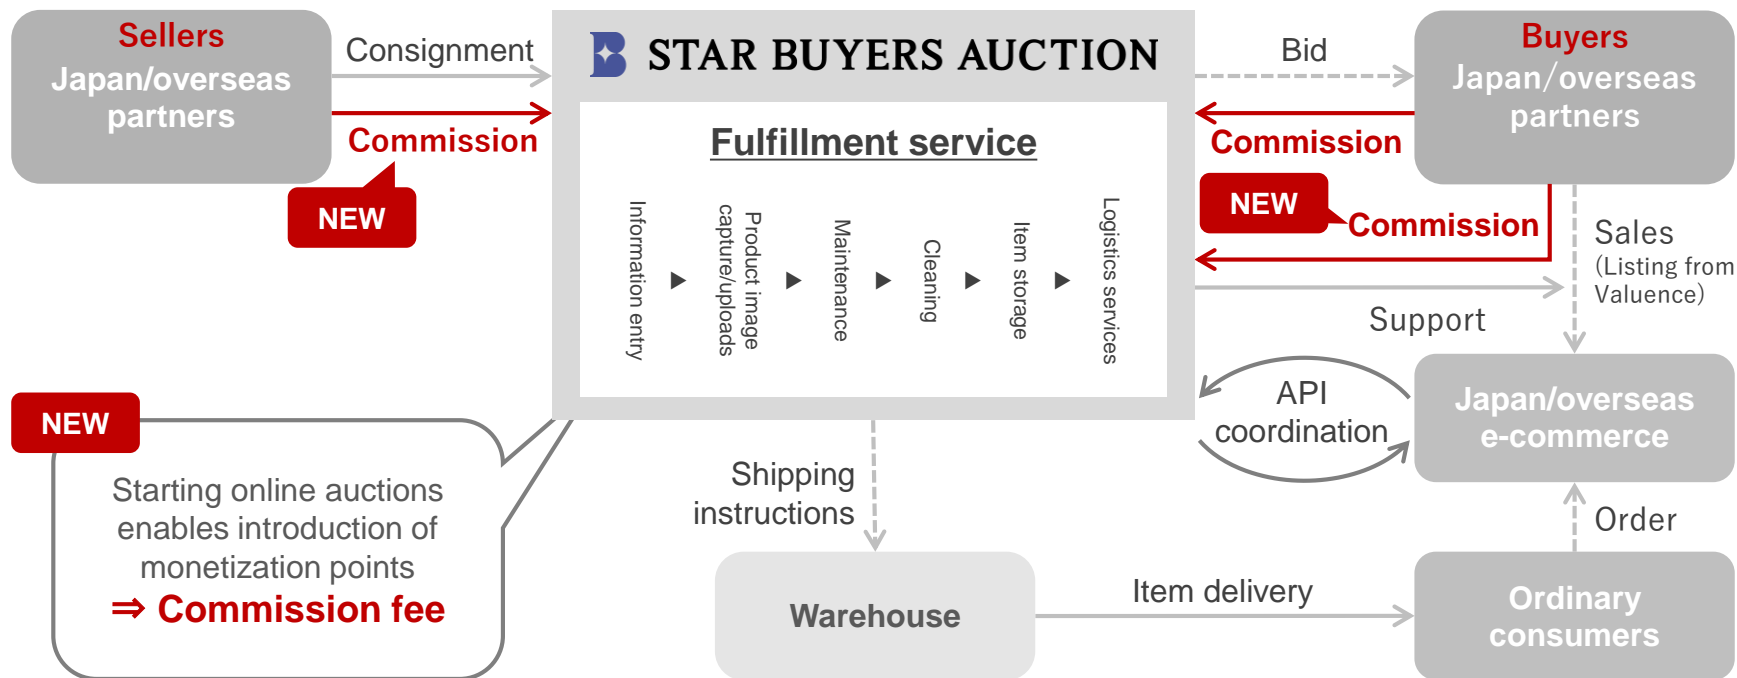 Sellers
Japan/overseas
partners
Consignment
Commission
NEW
STAR BUYERS AUCTION
Fulfillment service
Information entry
▶
Product image
capture/uploads
▶
Maintenance
▶
Cleaning
▶
Item storage
▶
Logistics services
Bid
Commission
Buyers
Japan/overseas
partners
NEW
Commission
Sales
(Listing from
Valuence)
Support
API
coordination
Japan/overseas
e-commerce
NEW
Starting online auctions
enables introduction of
monetization points
⇒ Commission fee
Shipping
instructions
Order
Warehouse
Item delivery
Ordinary
consumers